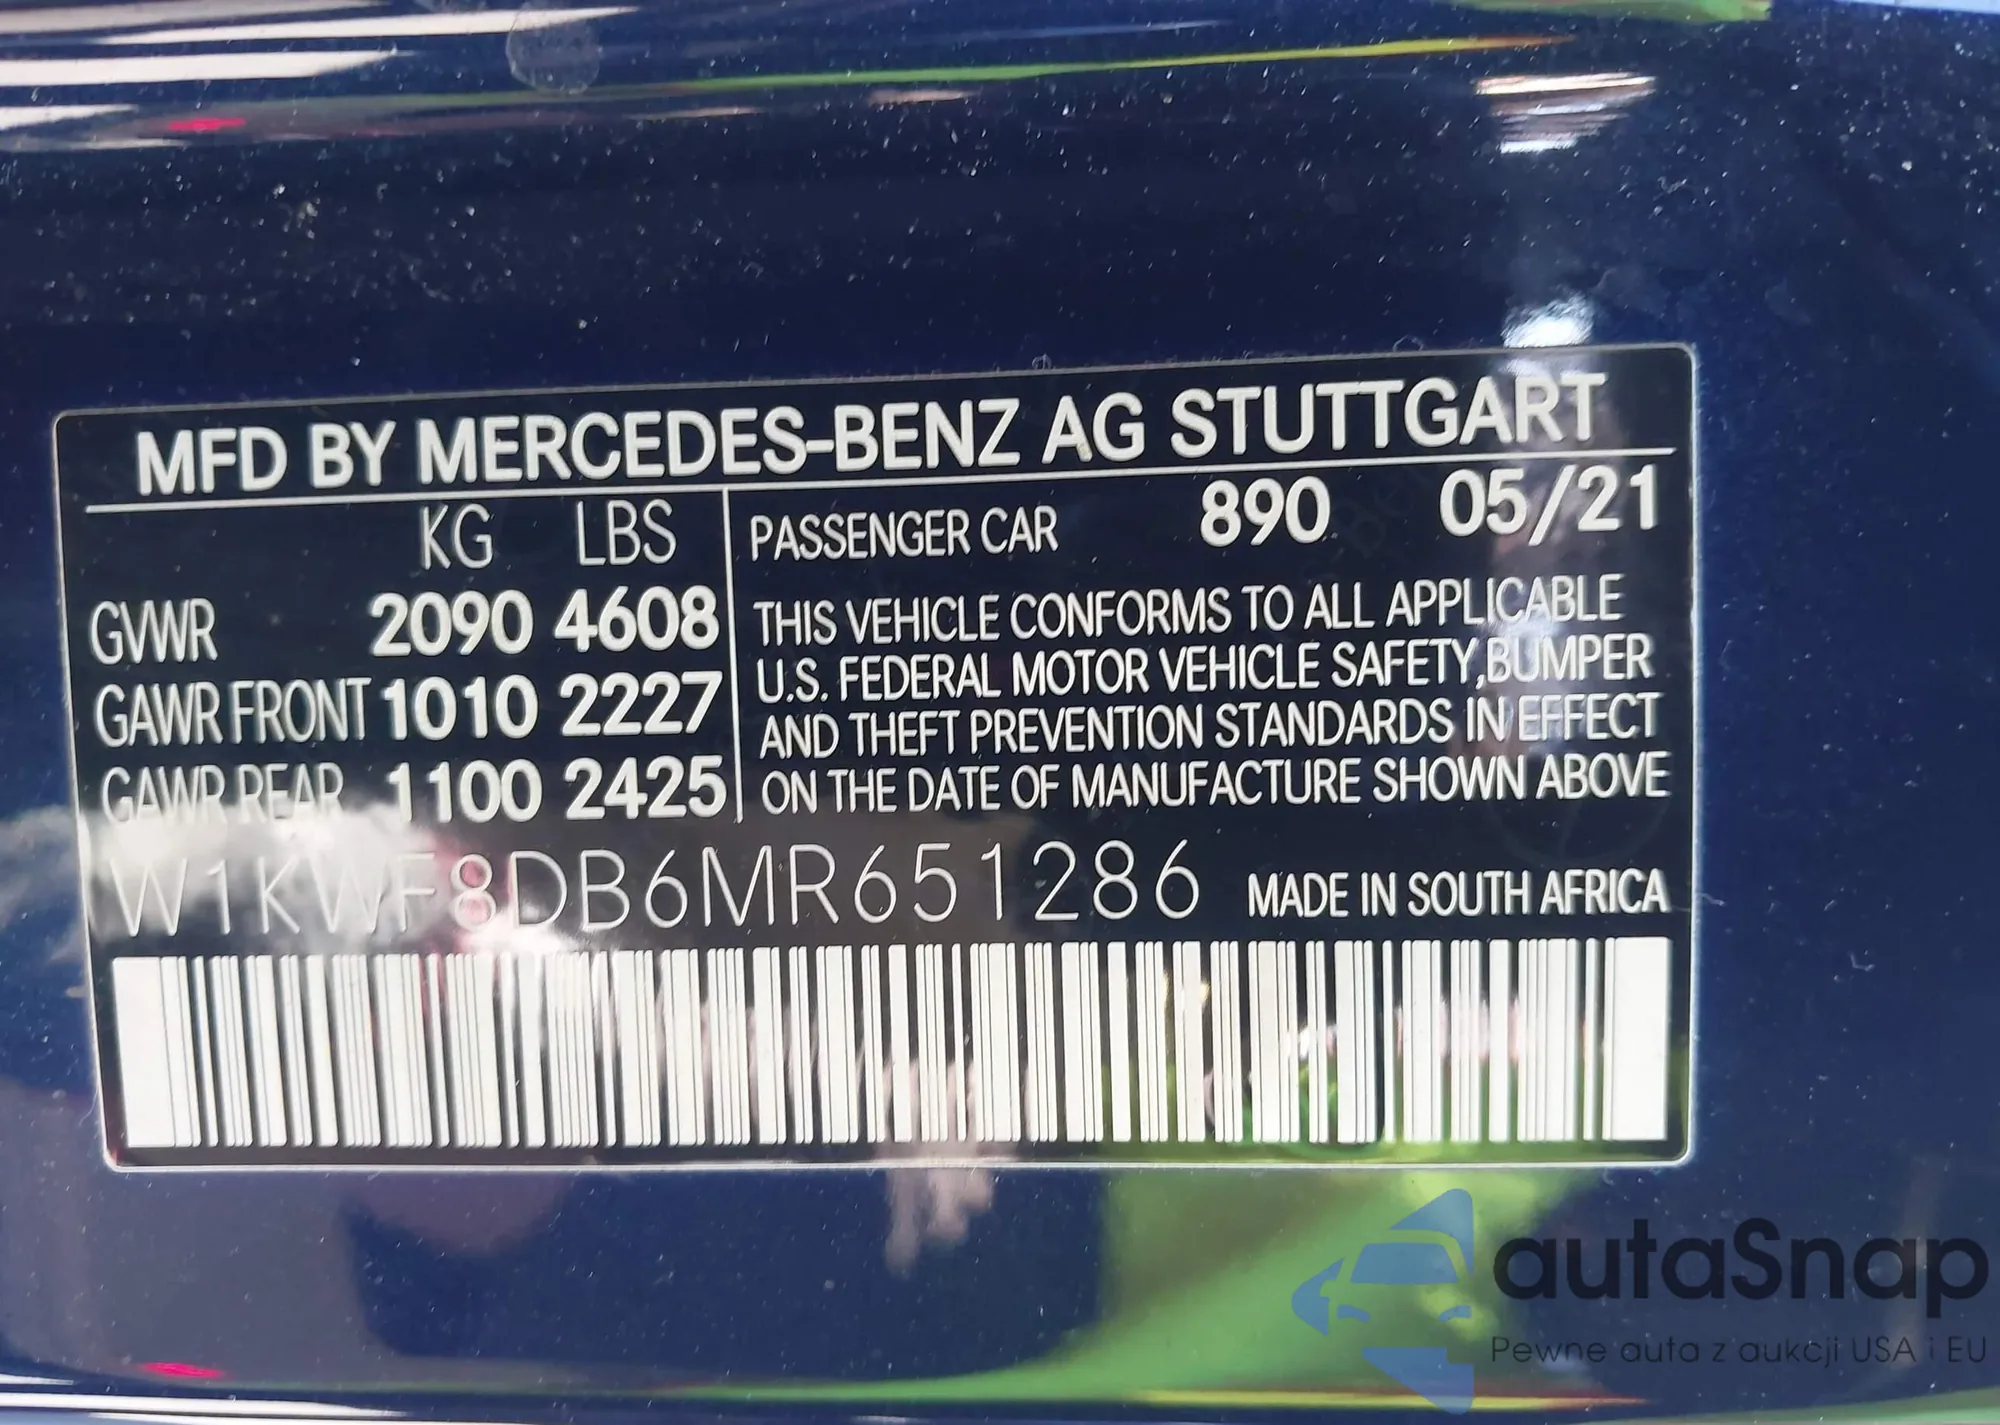 MFD BY MERCEDES-BENZ AG STUTTGART
KG LBS
GVWR 2090 4608
GAWR FRONT 1010 2227
GAWR REAR 1100 2425
PASSENGER CAR 890 05/21
THIS VEHICLE CONFORMS TO ALL APPLICABLE
U.S. FEDERAL MOTOR VEHICLE SAFETY,BUMPER
AND THEFT PREVENTION STANDARDS IN EFFECT
ON THE DATE OF MANUFACTURE SHOWN ABOVE
W1KWF8DB6MR651286 MADE IN SOUTH AFRICA
autaSnap
Pewne auta z aukcji USA i EU